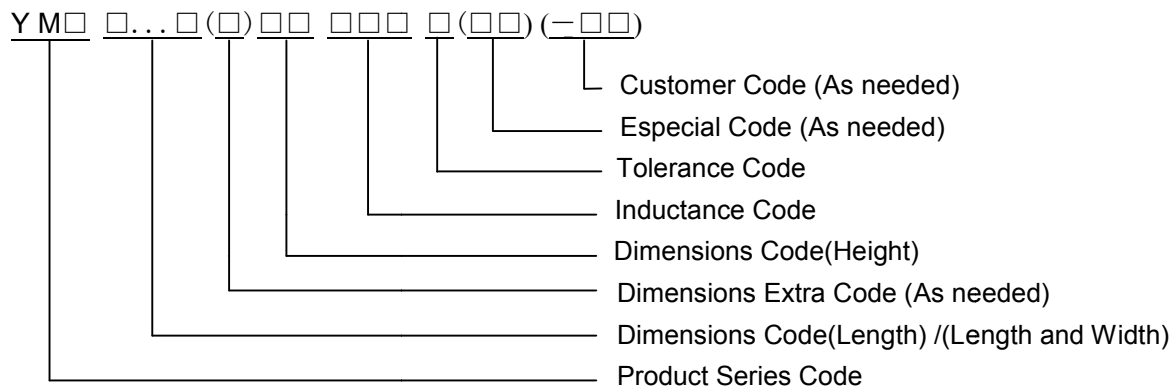 YM□ □...□(□)□□ □□□ □(□□)(-□□)
Customer Code (As needed)
Especial Code (As needed)
Tolerance Code
Inductance Code
Dimensions Code(Height)
Dimensions Extra Code (As needed)
Dimensions Code(Length) /(Length and Width)
Product Series Code